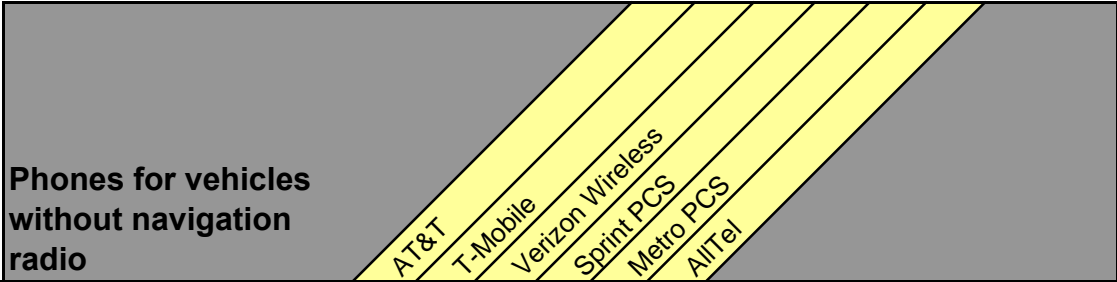 Phones for vehicles
without navigation
radio
AT&T
T-Mobile
Verizon Wireless
Sprint PCS
Metro PCS
AllTel